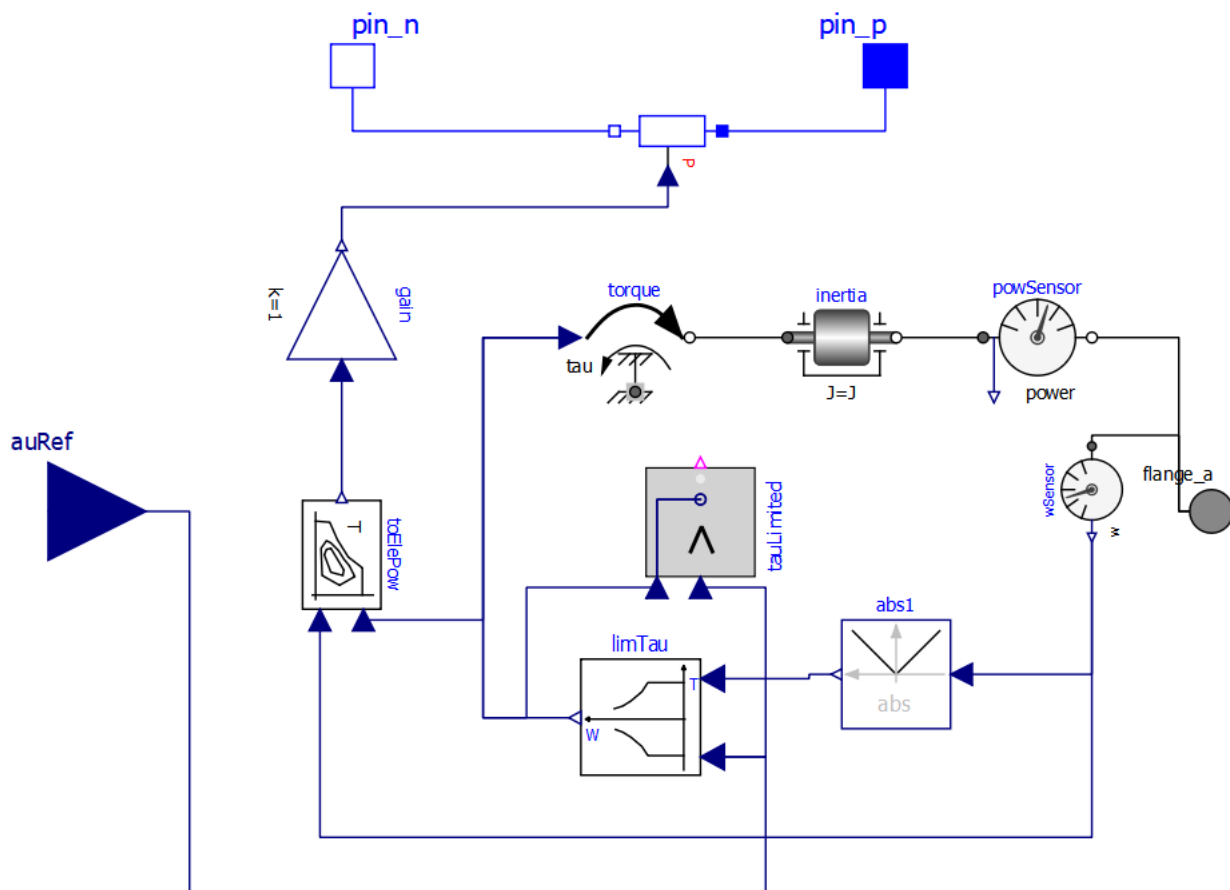 pin_n
pin_p
P
k=1
gain
torque
tau
inertia
J=J
powSensor
power
auRef
T
toElePow
tauLimited
<
wSensor
w
flange_a
limTau
T
W
abs1
abs